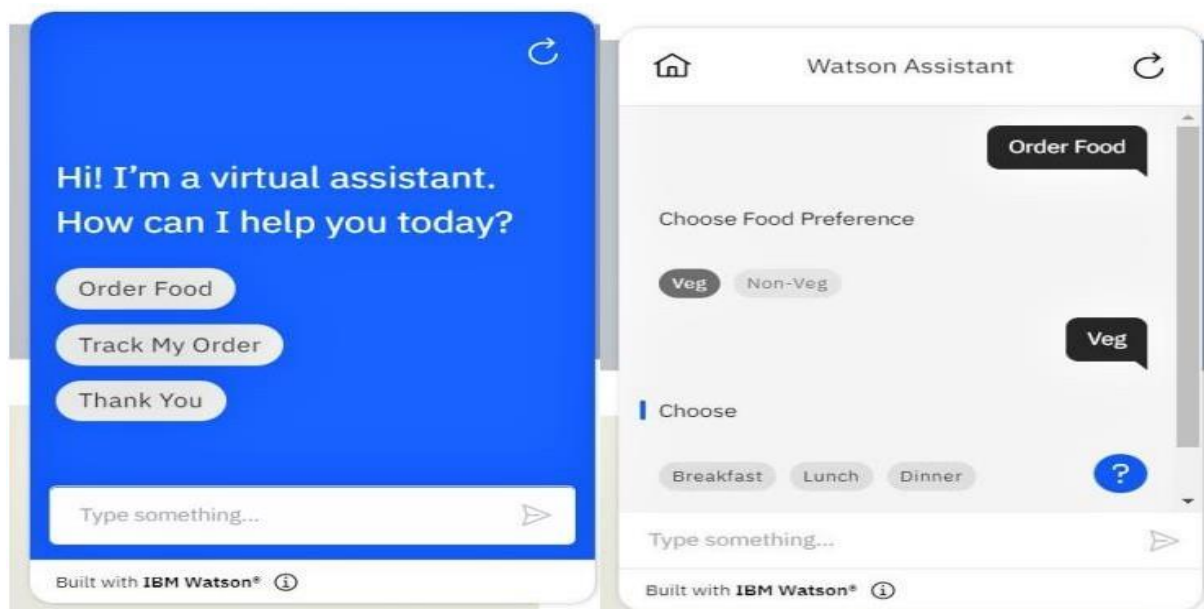 Hi! I’m a virtual assistant.
How can I help you today?
Order Food
Track My Order
Thank You
Type something...
Built with IBM Watson®
Watson Assistant
Order Food
Choose Food Preference
Veg Non-Veg
Veg
Choose
Breakfast Lunch Dinner
?
Type something...
Built with IBM Watson®